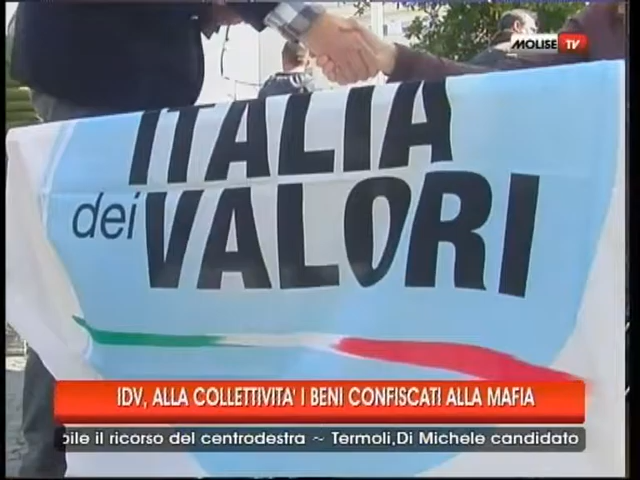 MOLISE TV
ITALIA
dei VALORI
IDV, ALLA COLLETTIVITA' I BENI CONFISCATI ALLA MAFIA
bile il ricorso del centrodestra ~ Termoli,Di Michele candidato